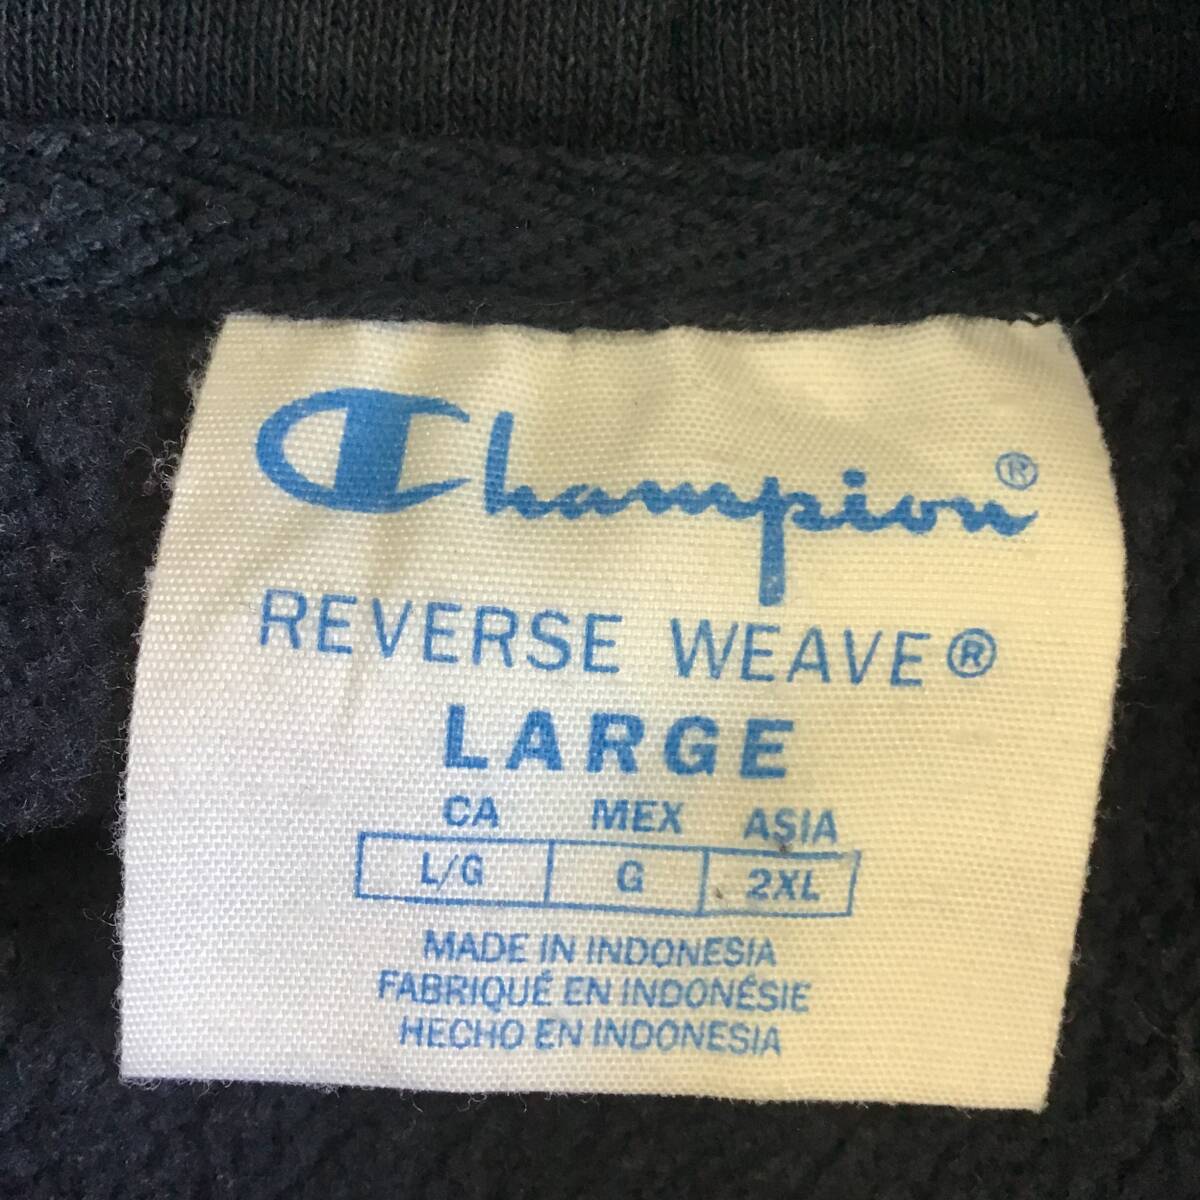 Champion®
REVERSE WEAVE®
LARGE
CA MEX ASIA
L/G G 2XL
MADE IN INDONESIA
FABRIQUÉ EN INDONÉSIE
HECHO EN INDONESIA